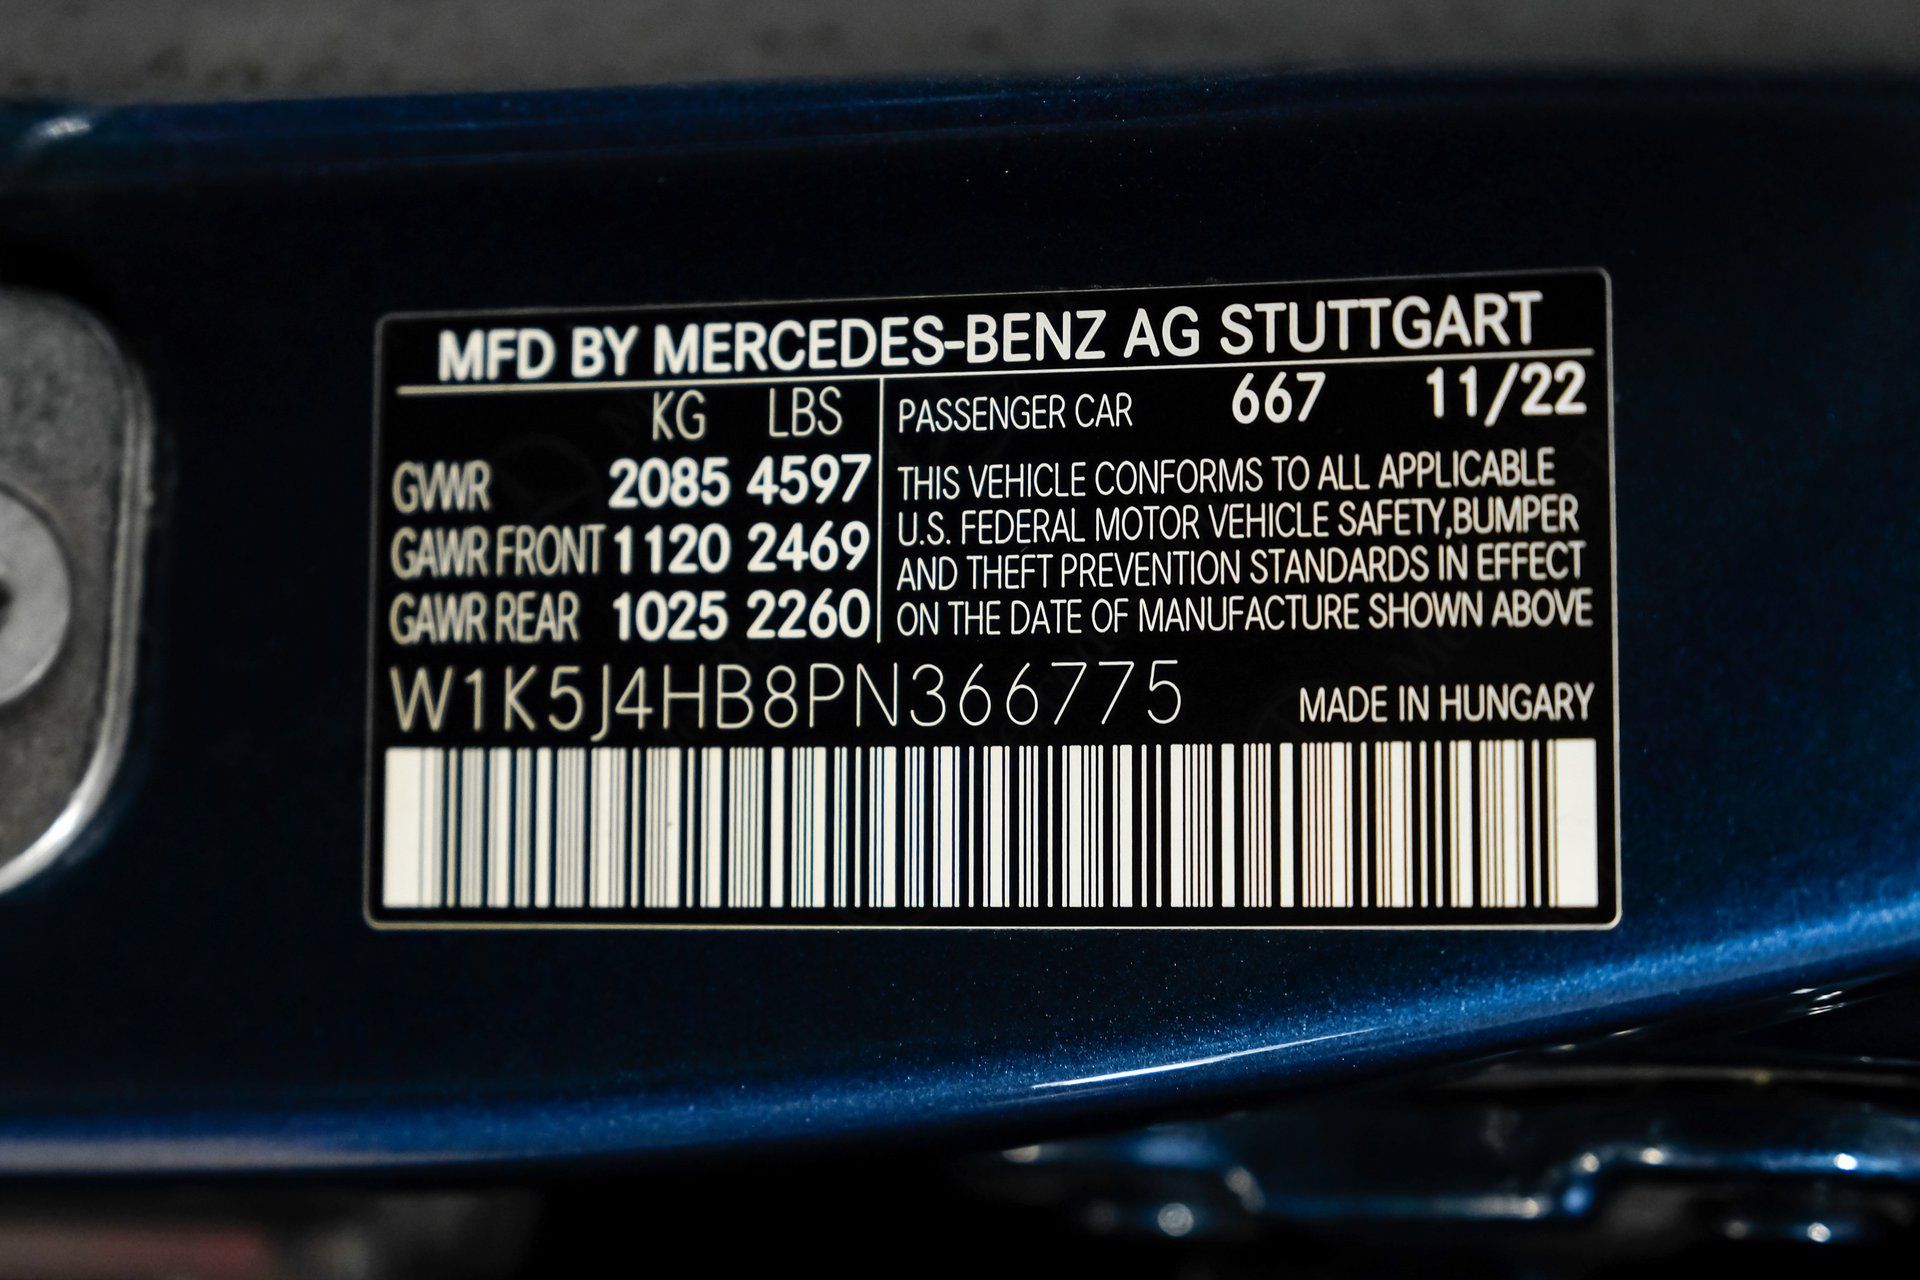 MFD BY MERCEDES-BENZ AG STUTTGART
KG LBS
GVWR 2085 4597
GAWR FRONT 1120 2469
GAWR REAR 1025 2260
PASSENGER CAR 667 11/22
THIS VEHICLE CONFORMS TO ALL APPLICABLE
U.S. FEDERAL MOTOR VEHICLE SAFETY,BUMPER
AND THEFT PREVENTION STANDARDS IN EFFECT
ON THE DATE OF MANUFACTURE SHOWN ABOVE
W1K5J4HB8PN366775
MADE IN HUNGARY